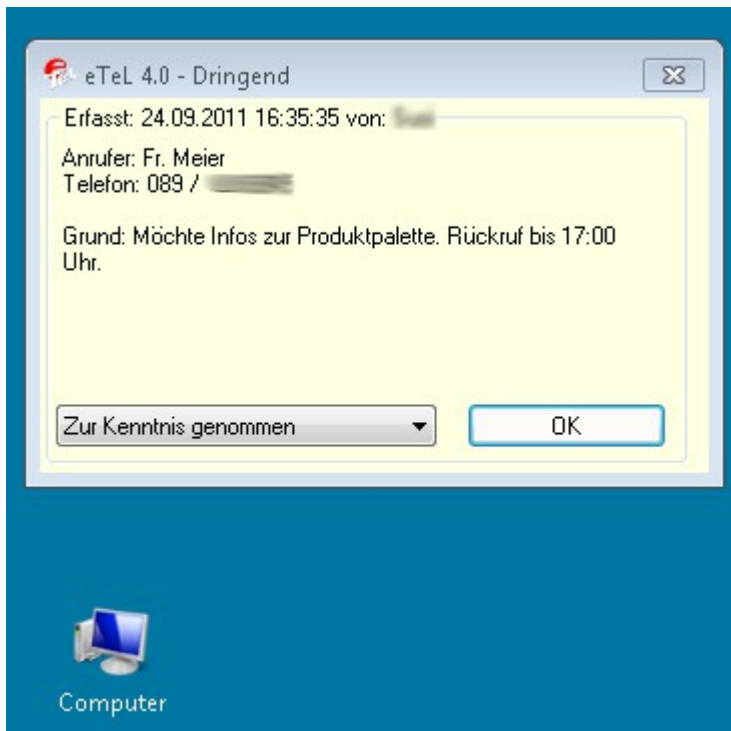 eTeL 4.0 - Dringend
Erfasst: 24.09.2011 16:35:35 von:
Anrufer: Fr. Meier
Telefon: 089 /
Grund: Möchte Infos zur Produktpalette. Rückruf bis 17:00
Uhr.
Zur Kenntnis genommen
OK
Computer